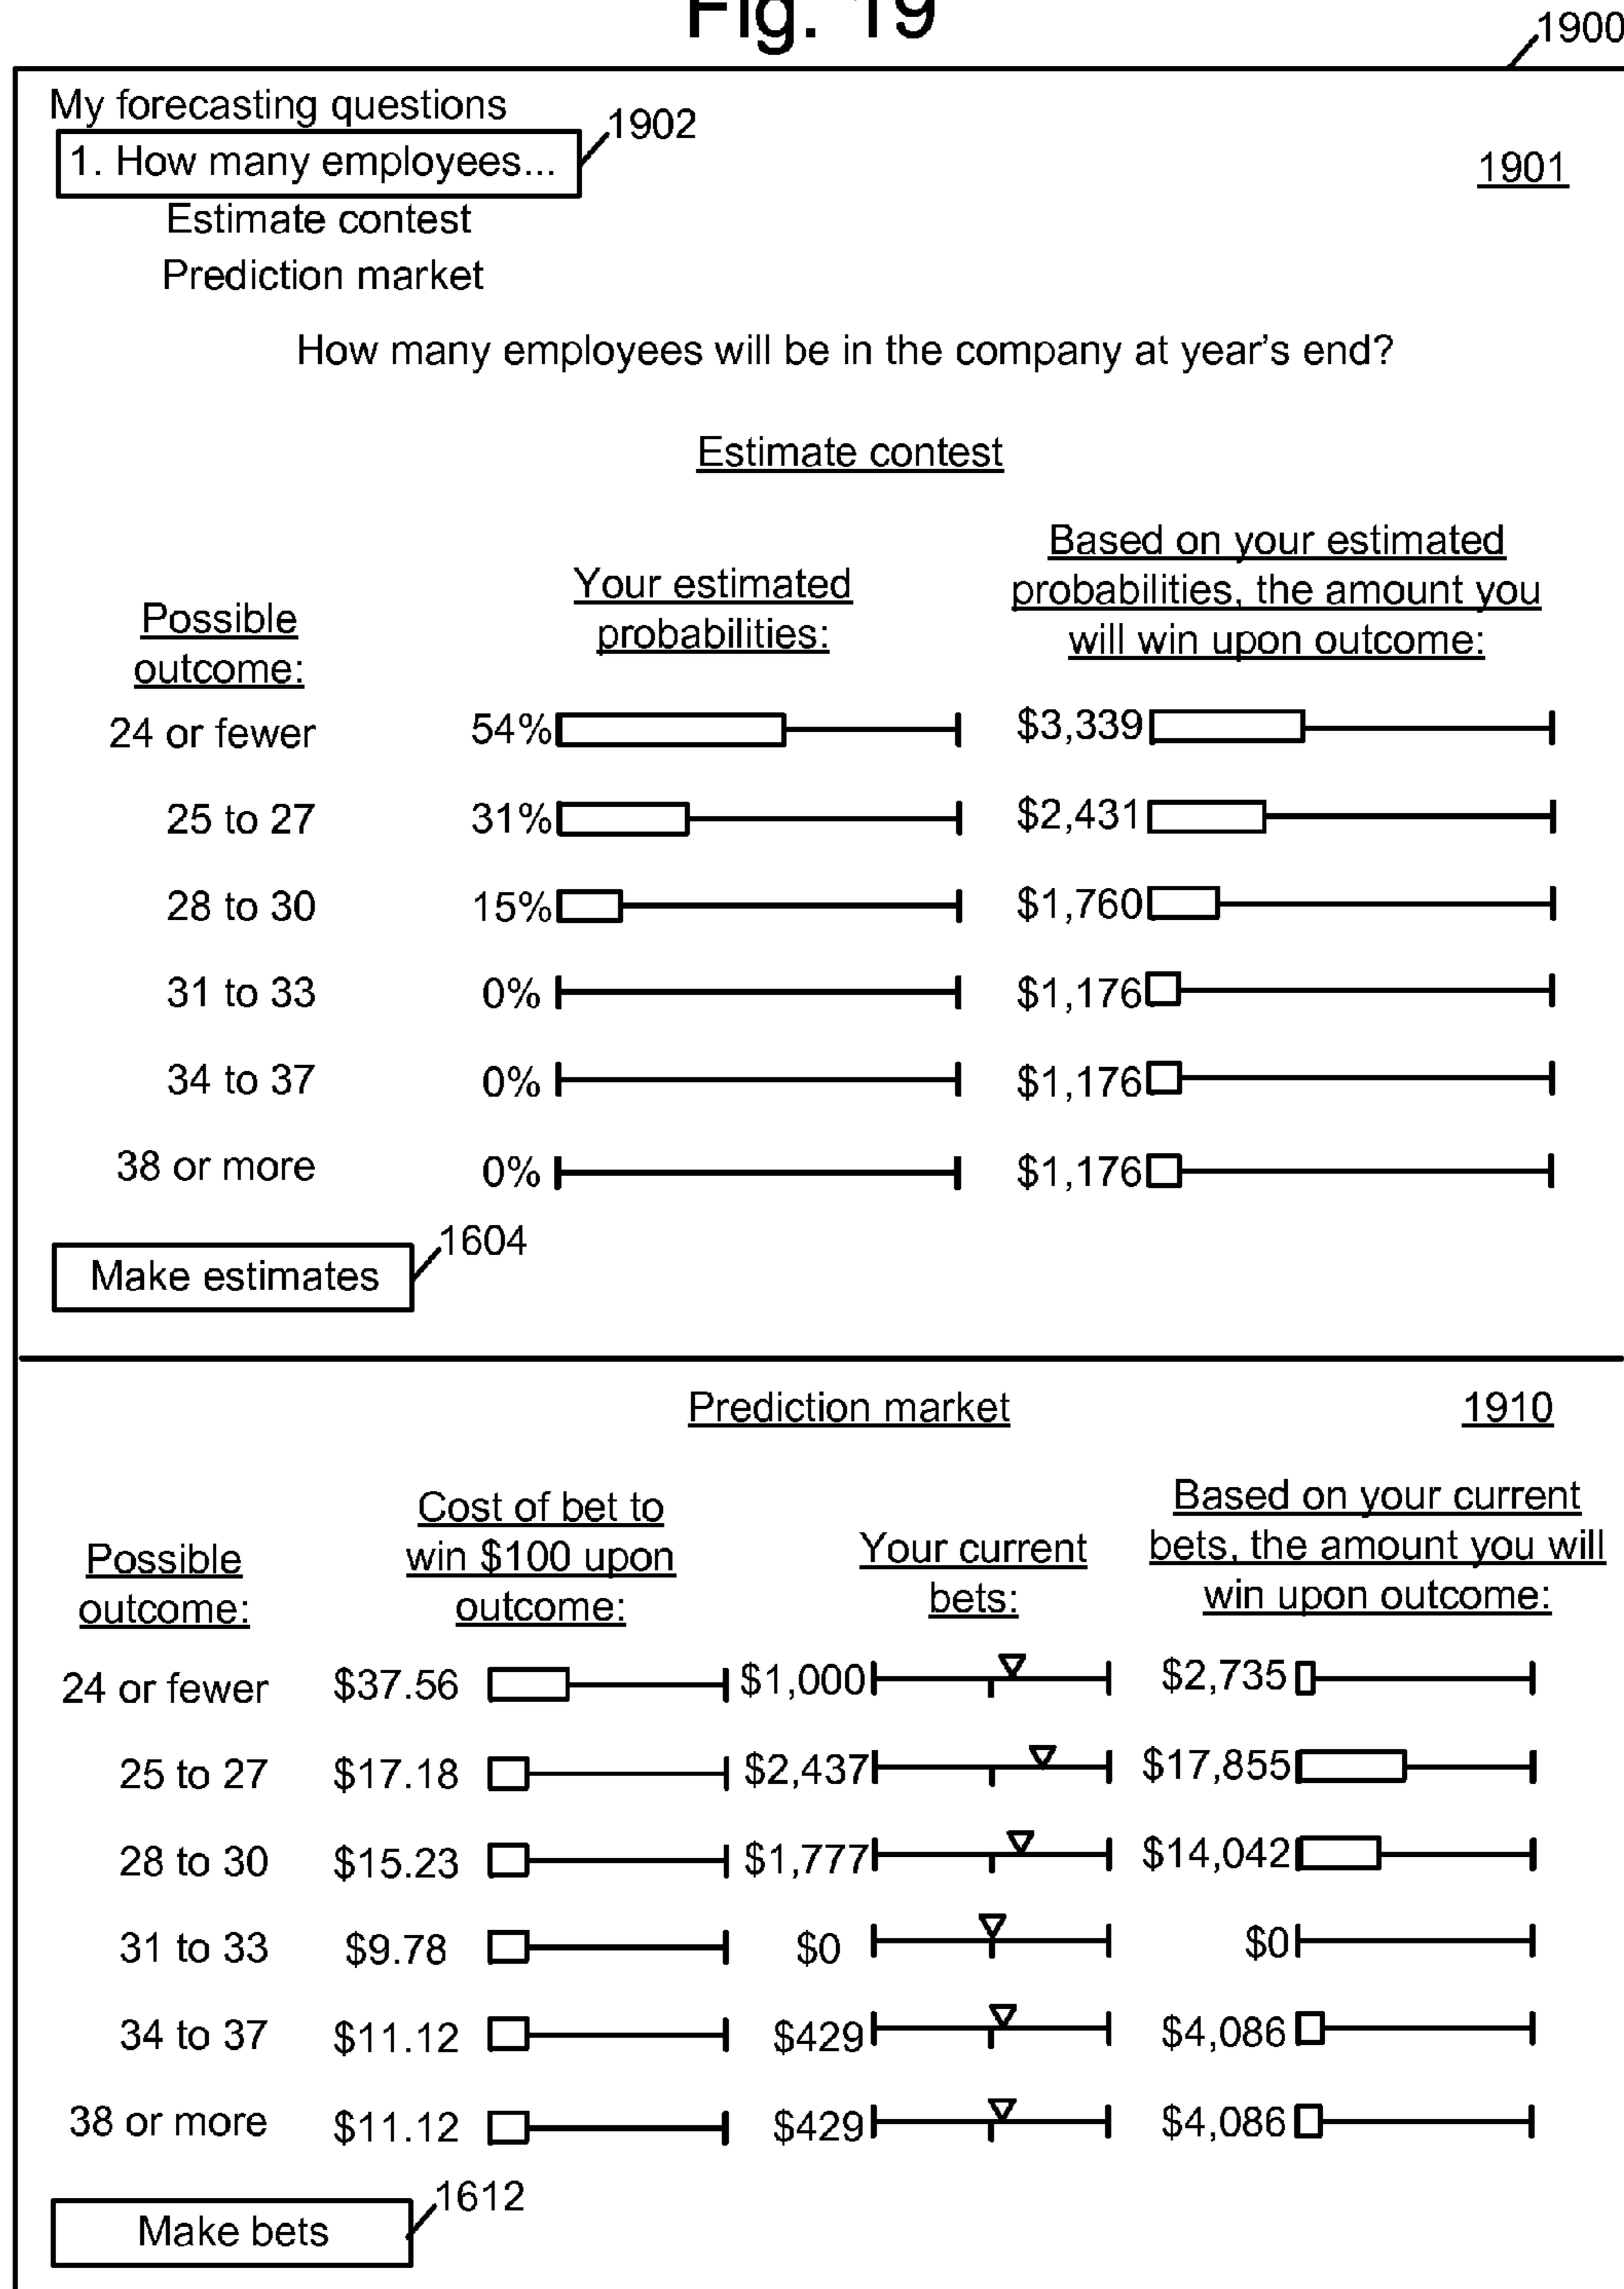 Fig. 19
1900
My forecasting questions
1. How many employees...
1902
1901
Estimate contest
Prediction market
How many employees will be in the company at year's end?
Estimate contest
Possible
outcome:
Your estimated
probabilities:
Based on your estimated
probabilities, the amount you
will win upon outcome:
24 or fewer 54% $3,339
25 to 27 31% $2,431
28 to 30 15% $1,760
31 to 33 0% $1,176
34 to 37 0% $1,176
38 or more 0% $1,176
Make estimates
1604
Prediction market
1910
Possible
outcome:
Cost of bet to
win $100 upon
outcome:
Your current
bets:
Based on your current
bets, the amount you will
win upon outcome:
24 or fewer $37.56 $1,000 $2,735
25 to 27 $17.18 $2,437 $17,855
28 to 30 $15.23 $1,777 $14,042
31 to 33 $9.78 $0 $0
34 to 37 $11.12 $429 $4,086
38 or more $11.12 $429 $4,086
Make bets
1612